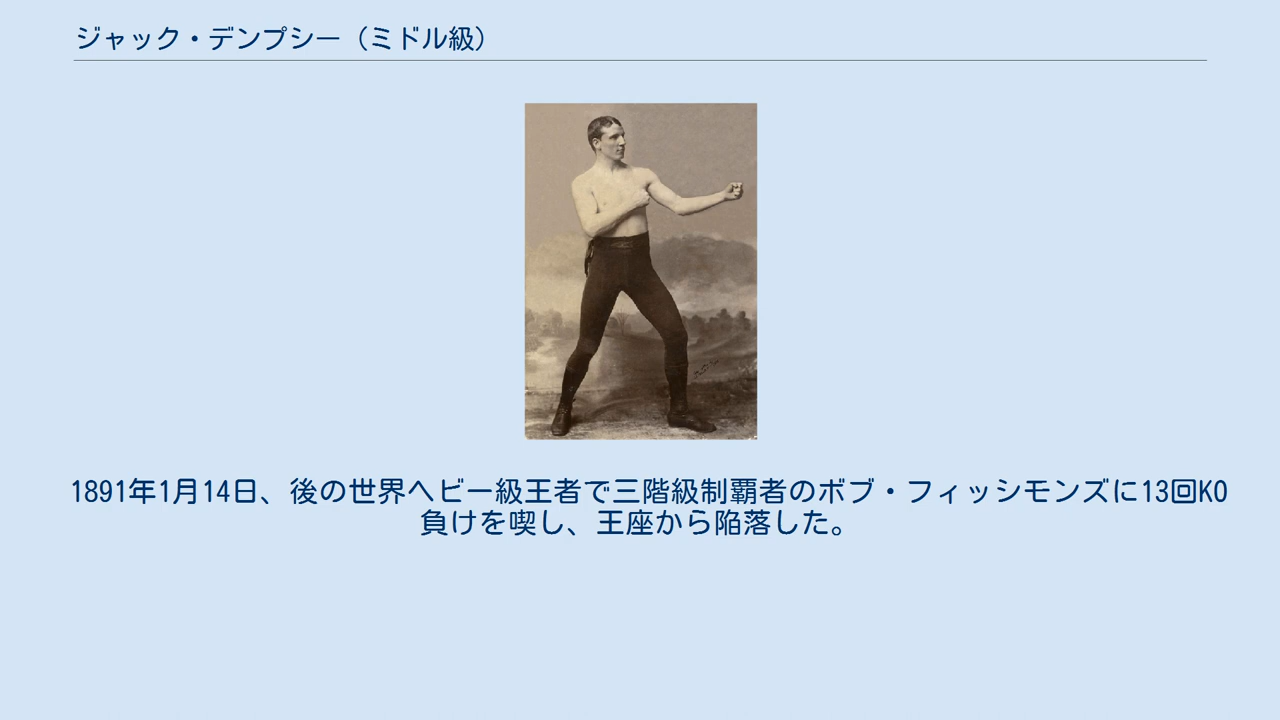 ジャック・デンプシー（ミドル級）
1891年1月14日、後の世界ヘビー級王者で三階級制覇者のボブ・フィッシモンズに13回KO
負けを喫し、王座から陥落した。